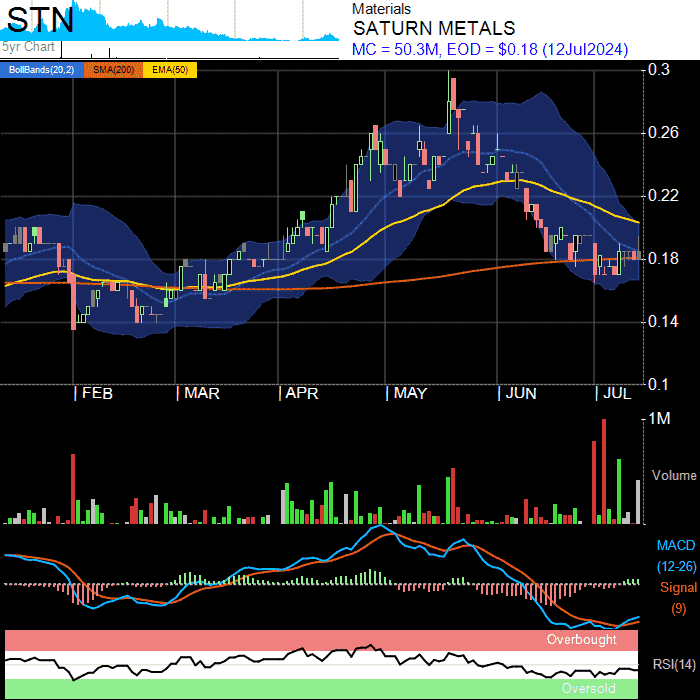 STN
5yr Chart
Materials
SATURN METALS
MC = 50.3M, EOD = $0.18 (12Jul2024)
BollBands(20,2) SMA(200) EMA(50)
0.3
0.26
0.22
0.18
0.14
0.1
FEB MAR APR MAY JUN JUL
1M
Volume
MACD
(12-26)
Signal
(9)
Overbought
RSI(14)
Oversold